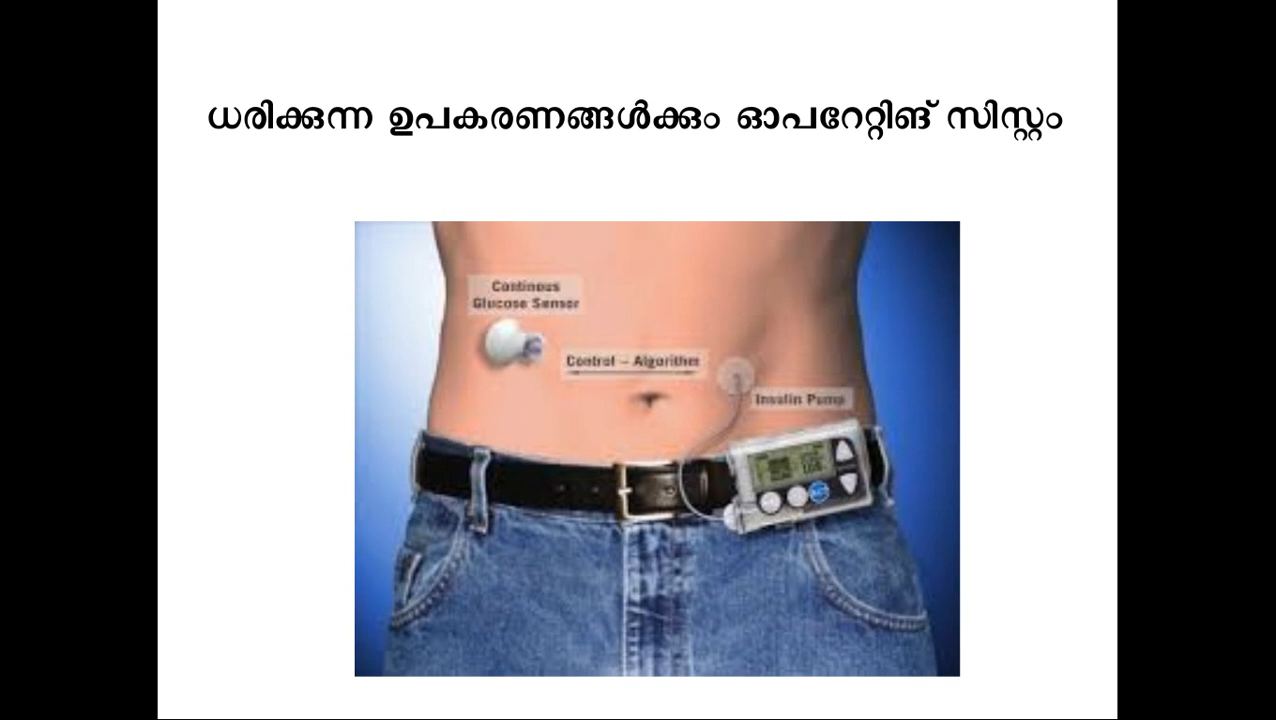 ധരിക്കുന്ന ഉപകരണങ്ങൾക്കും ഓപറേറ്റിങ് സിസ്റ്റം
Continous
Glucose Sensor
Control – Algorithm
Insulin Pump